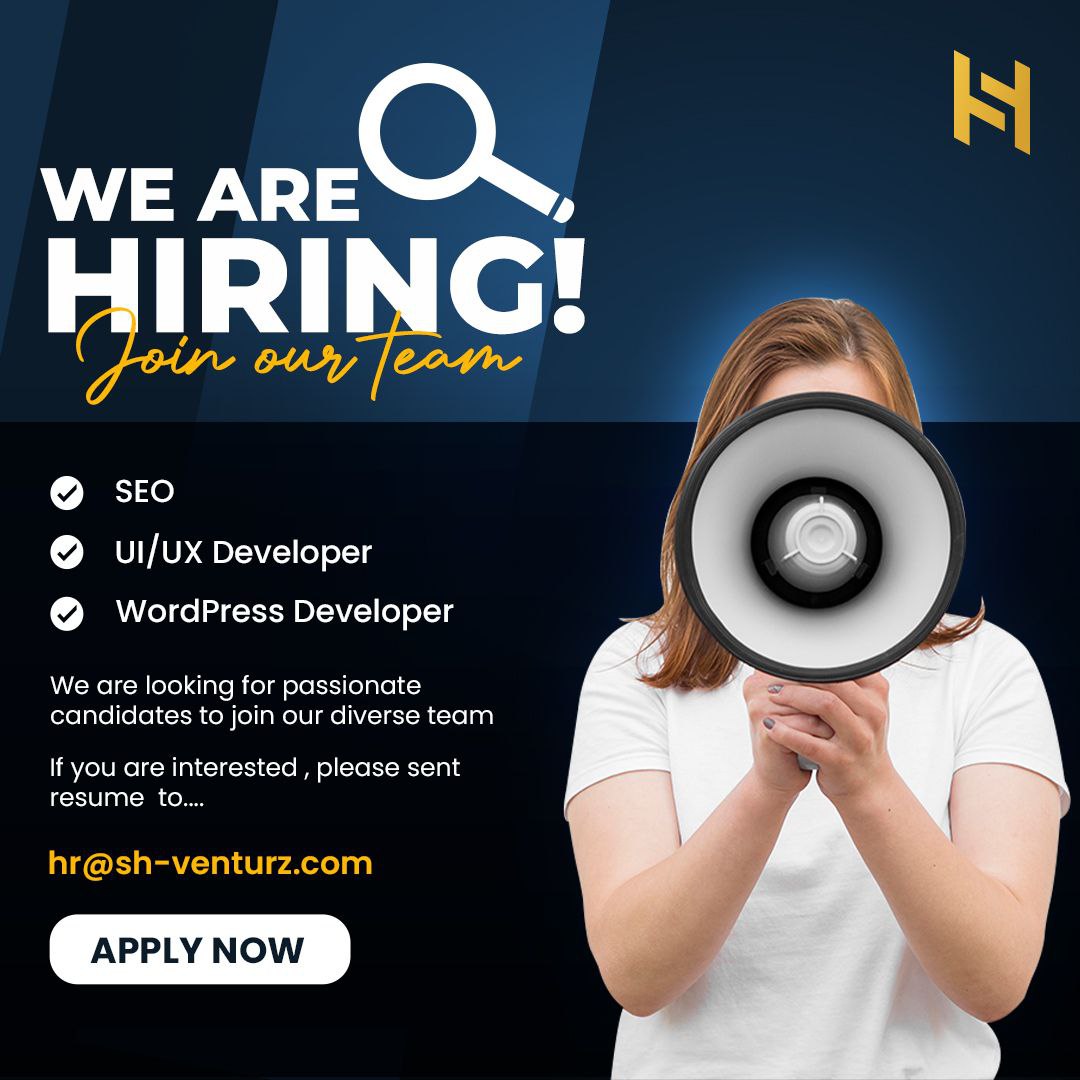 WE ARE
HIRING!
Join our team
SEO
UI/UX Developer
WordPress Developer
We are looking for passionate
candidates to join our diverse team
If you are interested , please sent
resume  to....
hr@sh-venturz.com
APPLY NOW